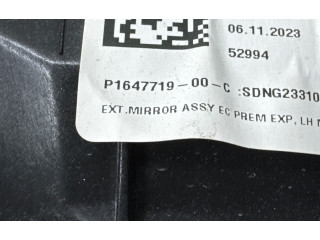 06.11.2023
52994
P1647719-00-C :SDNG23310
EXT.MIRROR ASSY EC PREM EXP, LH